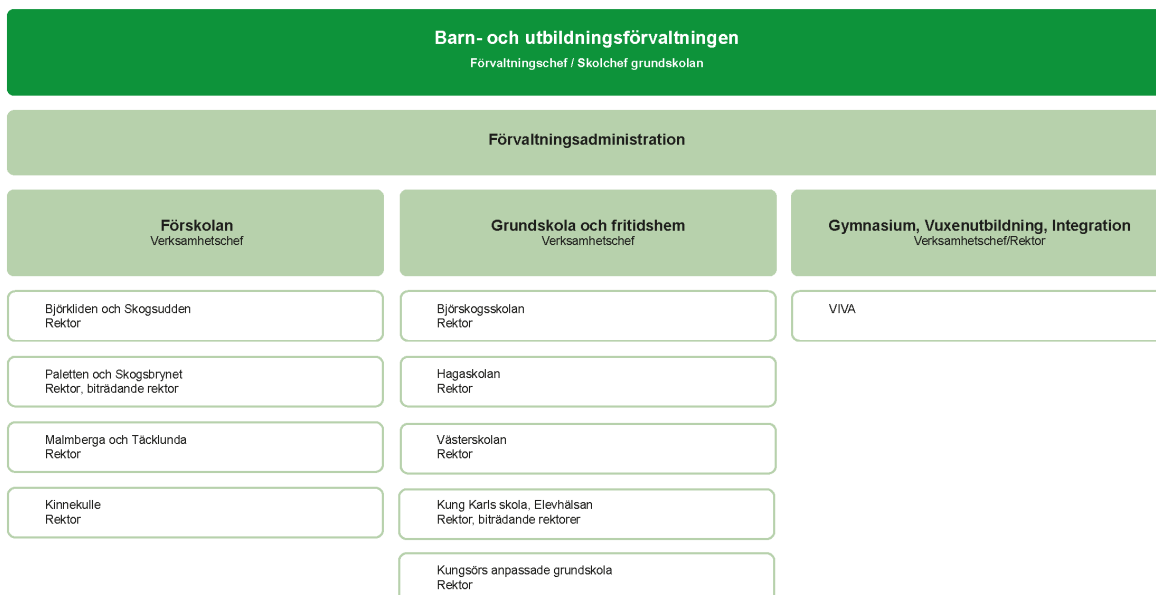 Barn- och utbildningsförvaltningen
Förvaltningschef / Skolchef grundskolan
Förvaltningsadministration
Förskolan
Verksamhetschef
Björkliden och Skogsudden
Rektor
Paletten och Skogsbrynet
Rektor, biträdande rektor
Malmberga och Täcklunda
Rektor
Kinnekulle
Rektor
Grundskola och fritidshem
Verksamhetschef
Björskogsskolan
Rektor
Hagaskolan
Rektor
Västerskolan
Rektor
Kung Karls skola, Elevhälsan
Rektor, biträdande rektorer
Kungsörs anpassade grundskola
Rektor
Gymnasium, Vuxenutbildning, Integration
Verksamhetschef/Rektor
VIVA